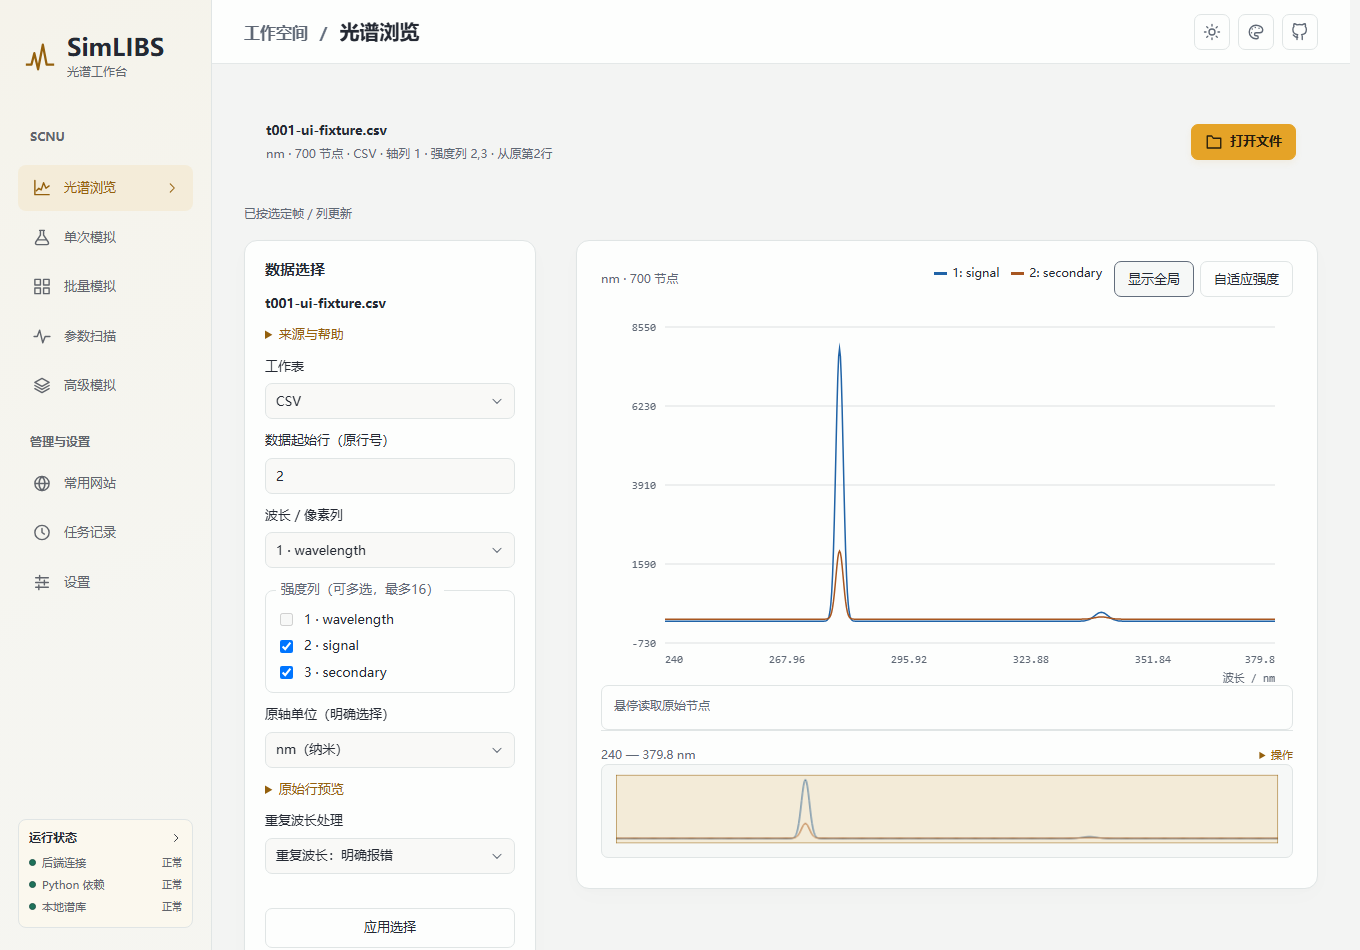 SimLIBS
光谱工作台
SCNU
光谱浏览
单次模拟
批量模拟
参数扫描
高级模拟
管理与设置
常用网站
任务记录
设置
运行状态
后端连接 正常
Python 依赖 正常
本地谱库 正常
工作空间 / 光谱浏览
t001-ui-fixture.csv
nm · 700 节点 · CSV · 轴列 1 · 强度列 2,3 · 从原第2行
打开文件
已按选定帧 / 列更新
数据选择
t001-ui-fixture.csv
来源与帮助
工作表
CSV
数据起始行（原行号）
2
波长 / 像素列
1 · wavelength
强度列（可多选，最多16）
1 · wavelength
2 · signal
3 · secondary
原轴单位（明确选择）
nm（纳米）
原始行预览
重复波长处理
重复波长：明确报错
应用选择
nm · 700 节点
1: signal 2: secondary
显示全局
自适应强度
8550
6230
3910
1590
-730
240 267.96 295.92 323.88 351.84 379.8
波长 / nm
悬停读取原始节点
240 — 379.8 nm
操作